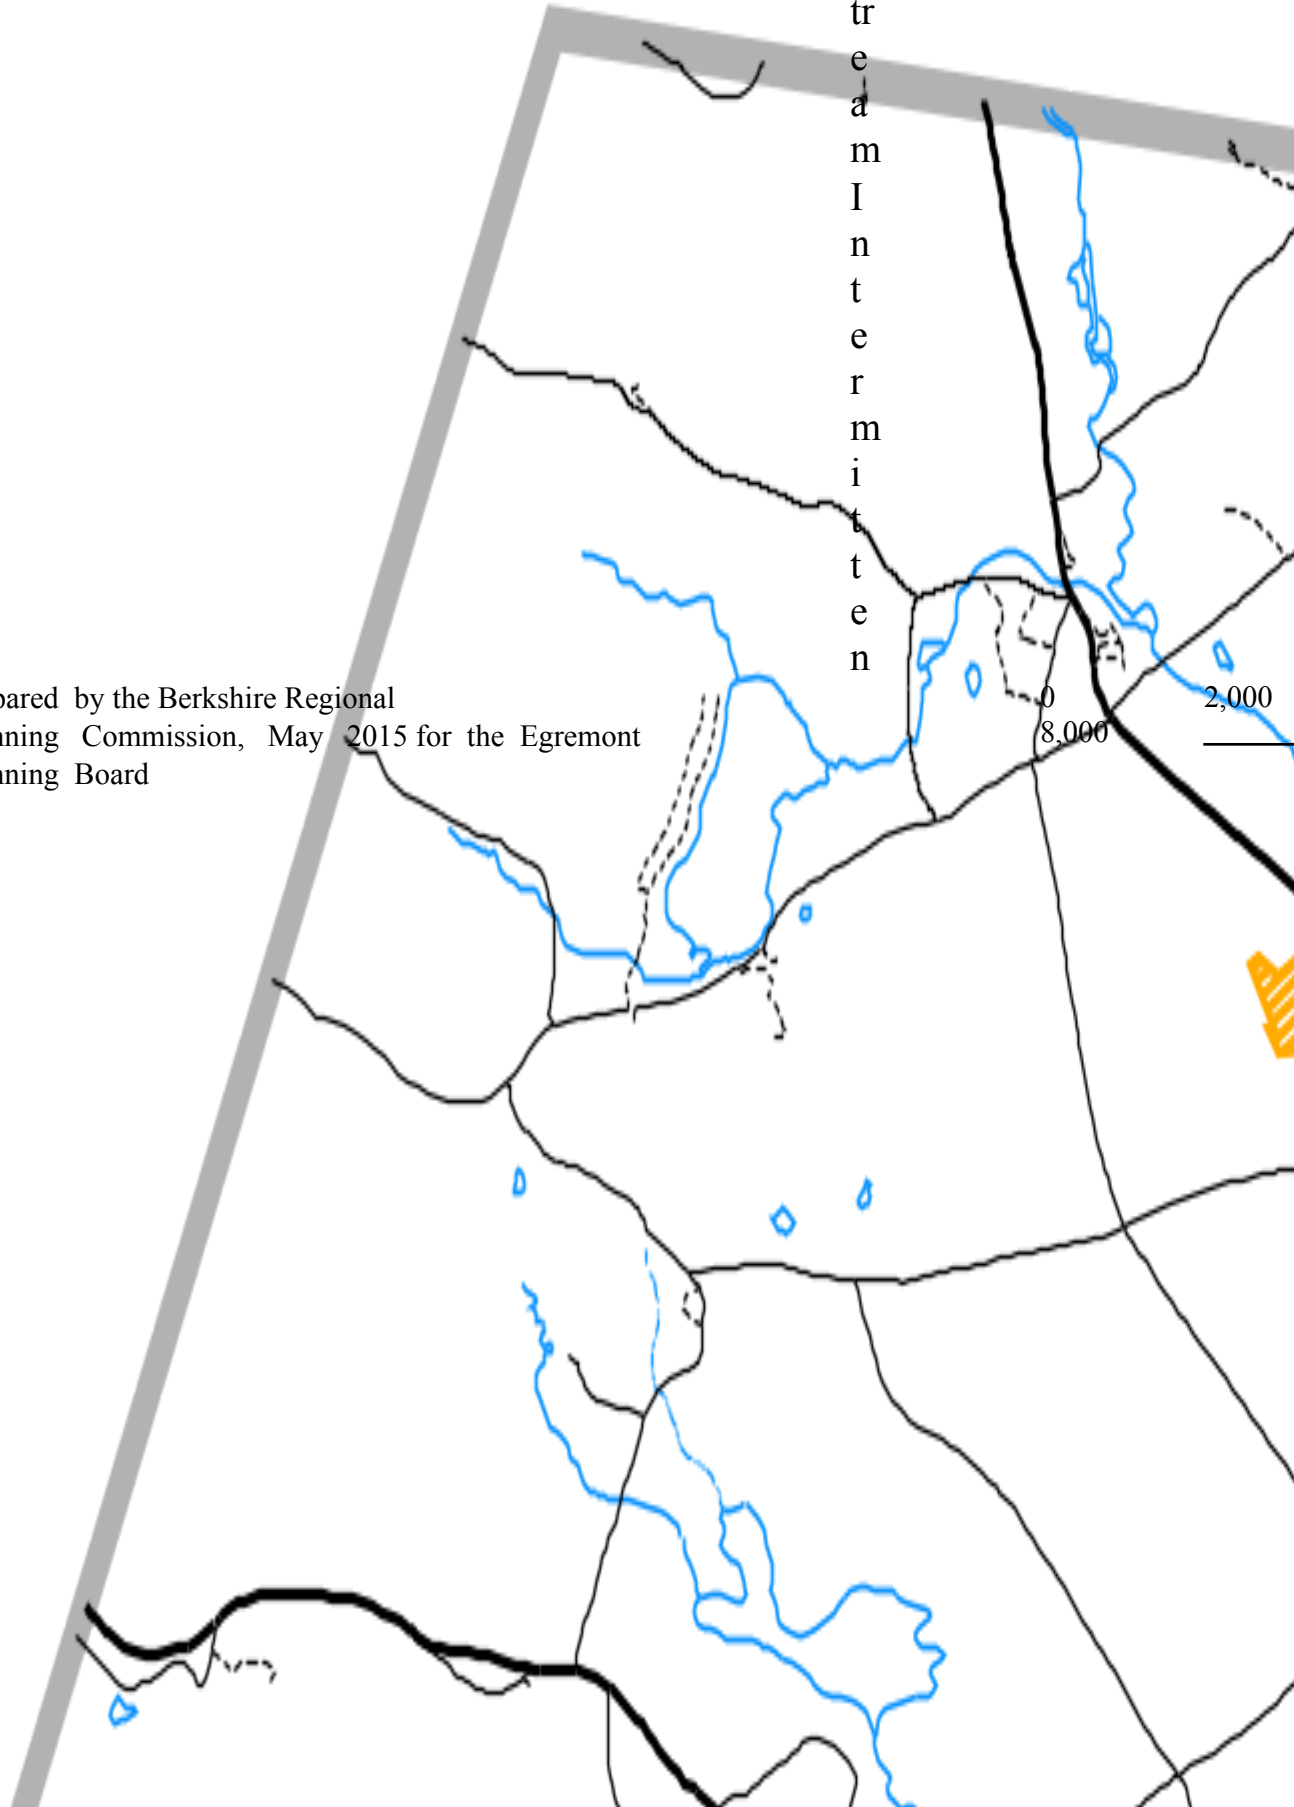 tr
e
a
m
I
n
t
e
r
m
i
t
t
e
n
pared by the Berkshire Regional
nning Commission, May 2015 for the Egremont
nning Board
0 2,000
8,000